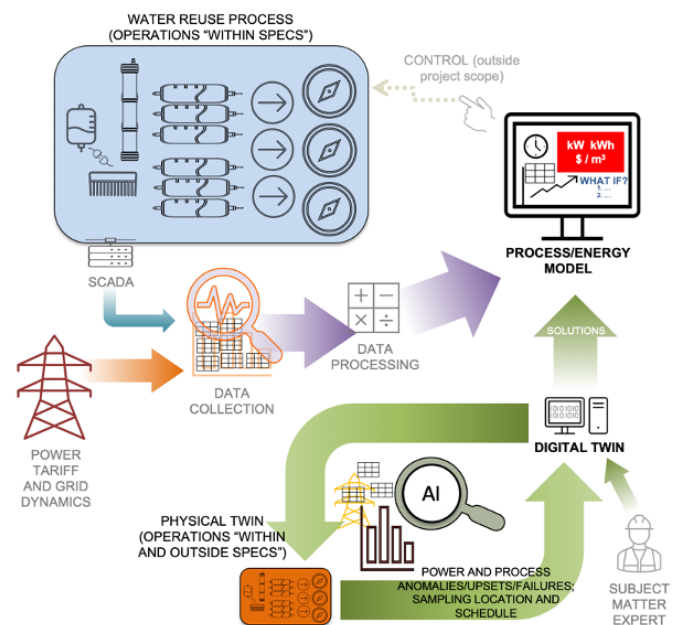 WATER REUSE PROCESS
(OPERATIONS “WITHIN SPECS”)
CONTROL (outside
project scope)
kW kWh
$ / m³
WHAT IF?
1. ...
2. ...
PROCESS/ENERGY
MODEL
SCADA
DATA
PROCESSING
DATA
COLLECTION
SOLUTIONS
POWER
TARIFF
AND GRID
DYNAMICS
01011010
01011010
DIGITAL TWIN
AI
PHYSICAL TWIN
(OPERATIONS “WITHIN
AND OUTSIDE SPECS”)
POWER AND PROCESS
ANOMALIES/UPSETS/FAILURES;
SAMPLING LOCATION AND
SCHEDULE
SUBJECT
MATTER
EXPERT